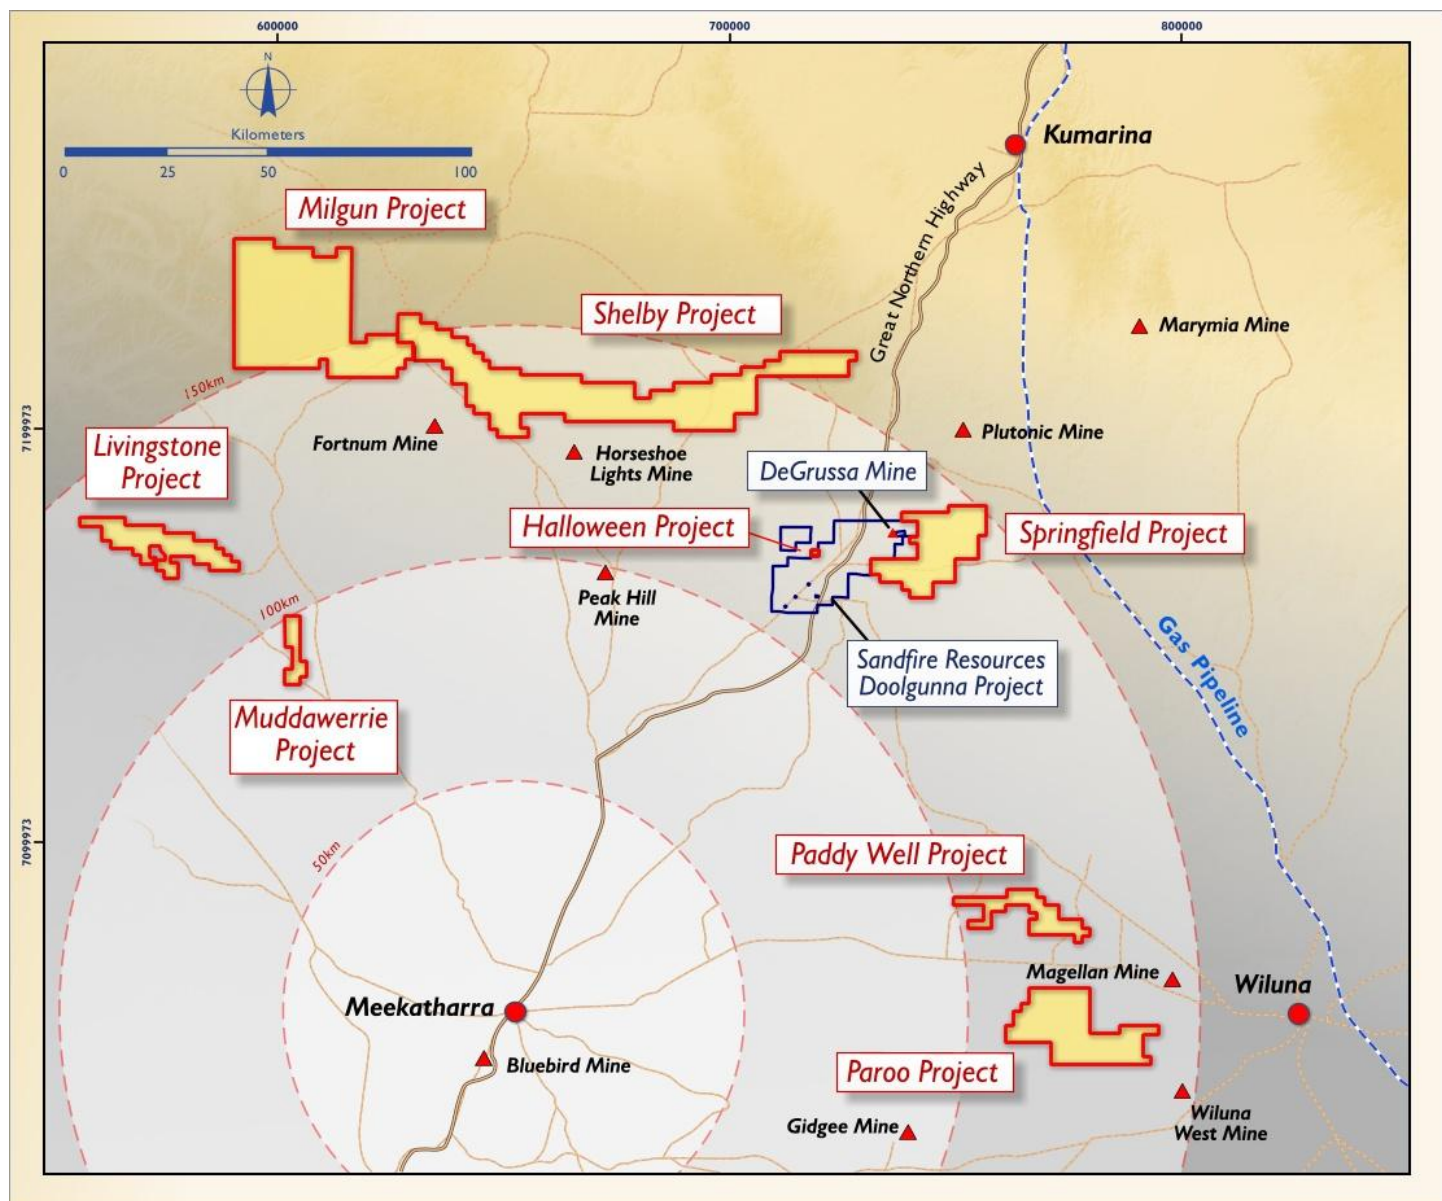 600000
700000
800000
N
Kilometers
0 25 50 100
Kumarina
Milgun Project
Great Northern Highway
Shelby Project
Marymia Mine
150km
7199973
Fortnum Mine
Plutonic Mine
Livingstone
Project
Horseshoe
Lights Mine
DeGrussa Mine
Halloween Project
Springfield Project
100km
Peak Hill
Mine
Gas Pipeline
Sandfire Resources
Doolgunna Project
Muddawerrie
Project
7099973
50km
Paddy Well Project
Magellan Mine
Wiluna
Meekatharra
Bluebird Mine
Paroo Project
Gidgee Mine
Wiluna
West Mine